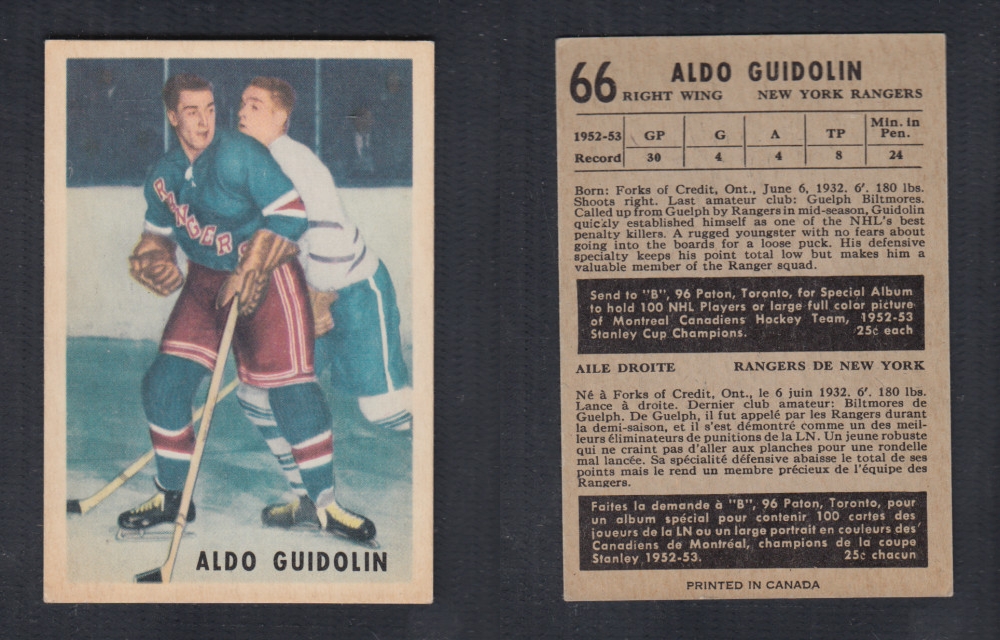 RANGERS
ALDO GUIDOLIN
66 ALDO GUIDOLIN
RIGHT WING NEW YORK RANGERS
1952-53 GP G A TP Min. in Pen.
Record 30 4 4 8 24
Born: Forks of Credit, Ont., June 6, 1932. 6'. 180 lbs.
Shoots right. Last amateur club: Guelph Biltmores.
Called up from Guelph by Rangers in mid-season, Guidolin
quickly established himself as one of the NHL's best
penalty killers. A rugged youngster with no fears about
going into the boards for a loose puck. His defensive
specialty keeps his point total low but makes him a
valuable member of the Ranger squad.
Send to "B", 96 Paton, Toronto, for Special Album
to hold 100 NHL Players or large full color picture
of Montreal Canadiens Hockey Team, 1952-53
Stanley Cup Champions. 25c each
AILE DROITE RANGERS DE NEW YORK
Né à Forks of Credit, Ont., le 6 juin 1932. 6'. 180 lbs.
Lance à droite. Dernier club amateur: Biltmores de
Guelph. De Guelph, il fut appelé par les Rangers durant
la demi-saison, et il s'est démontré comme un des meil-
leurs éliminateurs de punitions de la LN. Un jeune robuste
qui ne craint pas d'aller aux planches pour une rondelle
mal lancée. Sa spécialité défensive abaisse le total de ses
points mais le rend un membre précieux de l'équipe des
Rangers.
Faites la demande à "B", 96 Paton, Toronto, pour
un album spécial pour contenir 100 cartes des
joueurs de la LN ou un large portrait en couleurs des
Canadiens de Montréal, champions de la coupe
Stanley 1952-53. 25c chacun
PRINTED IN CANADA